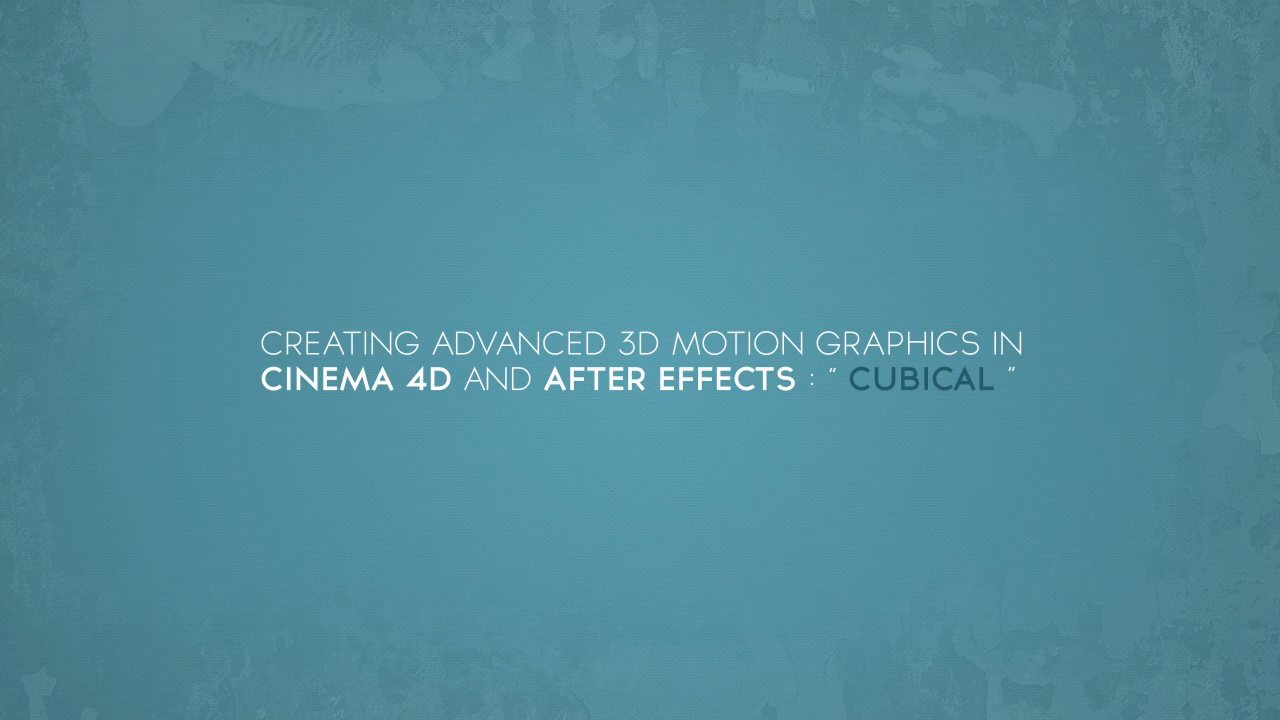 CREATING ADVANCED 3D MOTION GRAPHICS IN
CINEMA 4D AND AFTER EFFECTS : " CUBICAL "